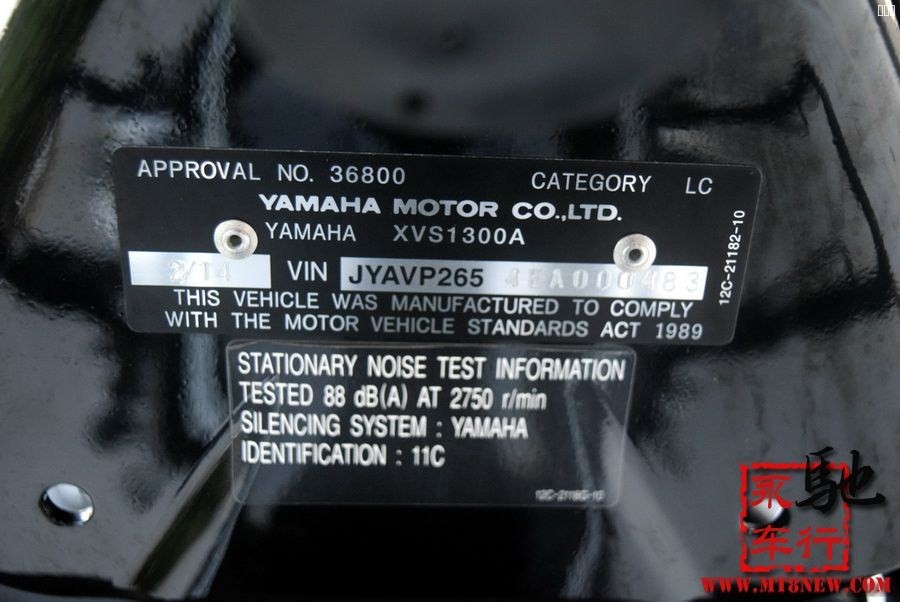 APPROVAL NO. 36800 CATEGORY LC
YAMAHA MOTOR CO.,LTD.
YAMAHA XVS1300A
2/14 VIN JYAVP265 4EA000483
THIS VEHICLE WAS MANUFACTURED TO COMPLY
WITH THE MOTOR VEHICLE STANDARDS ACT 1989
12C-21182-10
STATIONARY NOISE TEST INFORMATION
TESTED 88 dB(A) AT 2750 r/min
SILENCING SYSTEM : YAMAHA
IDENTIFICATION : 11C
永驰
车行
WWW.MT8NEW.COM